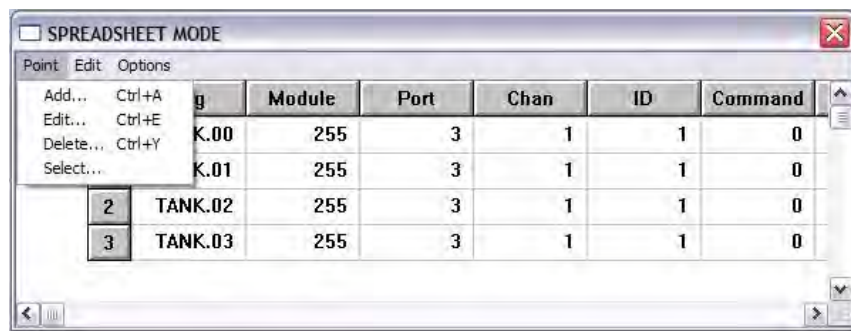 SPREADSHEET MODE
Point Edit Options
Add... Ctrl+A
Edit... Ctrl+E
Delete... Ctrl+Y
Select...
g Module Port Chan ID Command
K.00 255 3 1 1 0
K.01 255 3 1 1 0
2 TANK.02 255 3 1 1 0
3 TANK.03 255 3 1 1 0